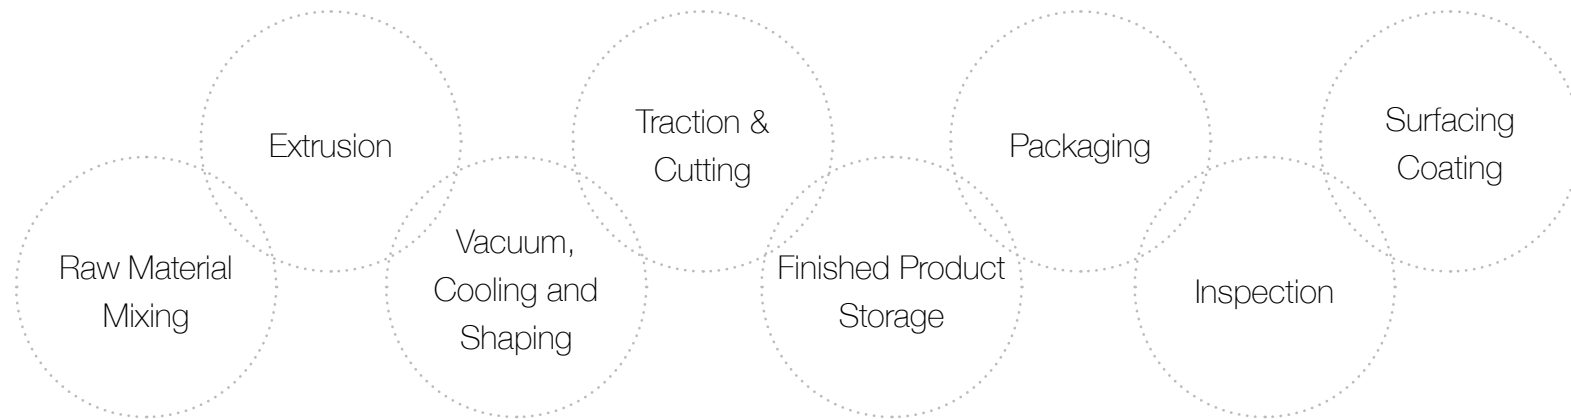 Raw Material
Mixing
Extrusion
Vacuum,
Cooling and
Shaping
Traction &
Cutting
Finished Product
Storage
Packaging
Inspection
Surfacing
Coating